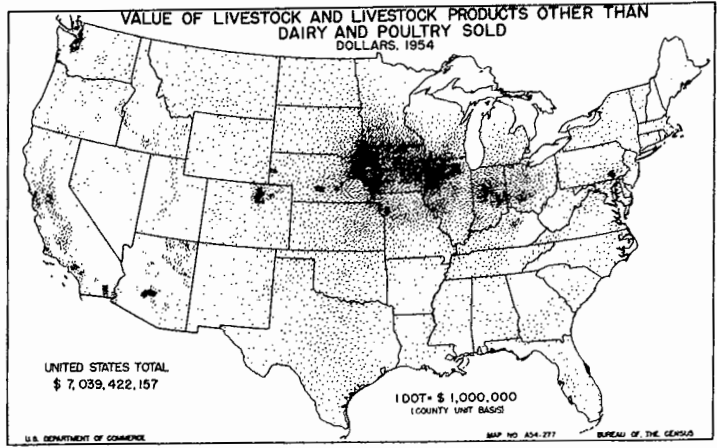 VALUE OF LIVESTOCK AND LIVESTOCK PRODUCTS OTHER THAN
DAIRY AND POULTRY SOLD
DOLLARS, 1954
UNITED STATES TOTAL
$ 7,039,422,157
1 DOT = $ 1,000,000
(COUNTY UNIT BASIS)
U.S. DEPARTMENT OF COMMERCE
MAP NO A54-277
BUREAU OF THE CENSUS